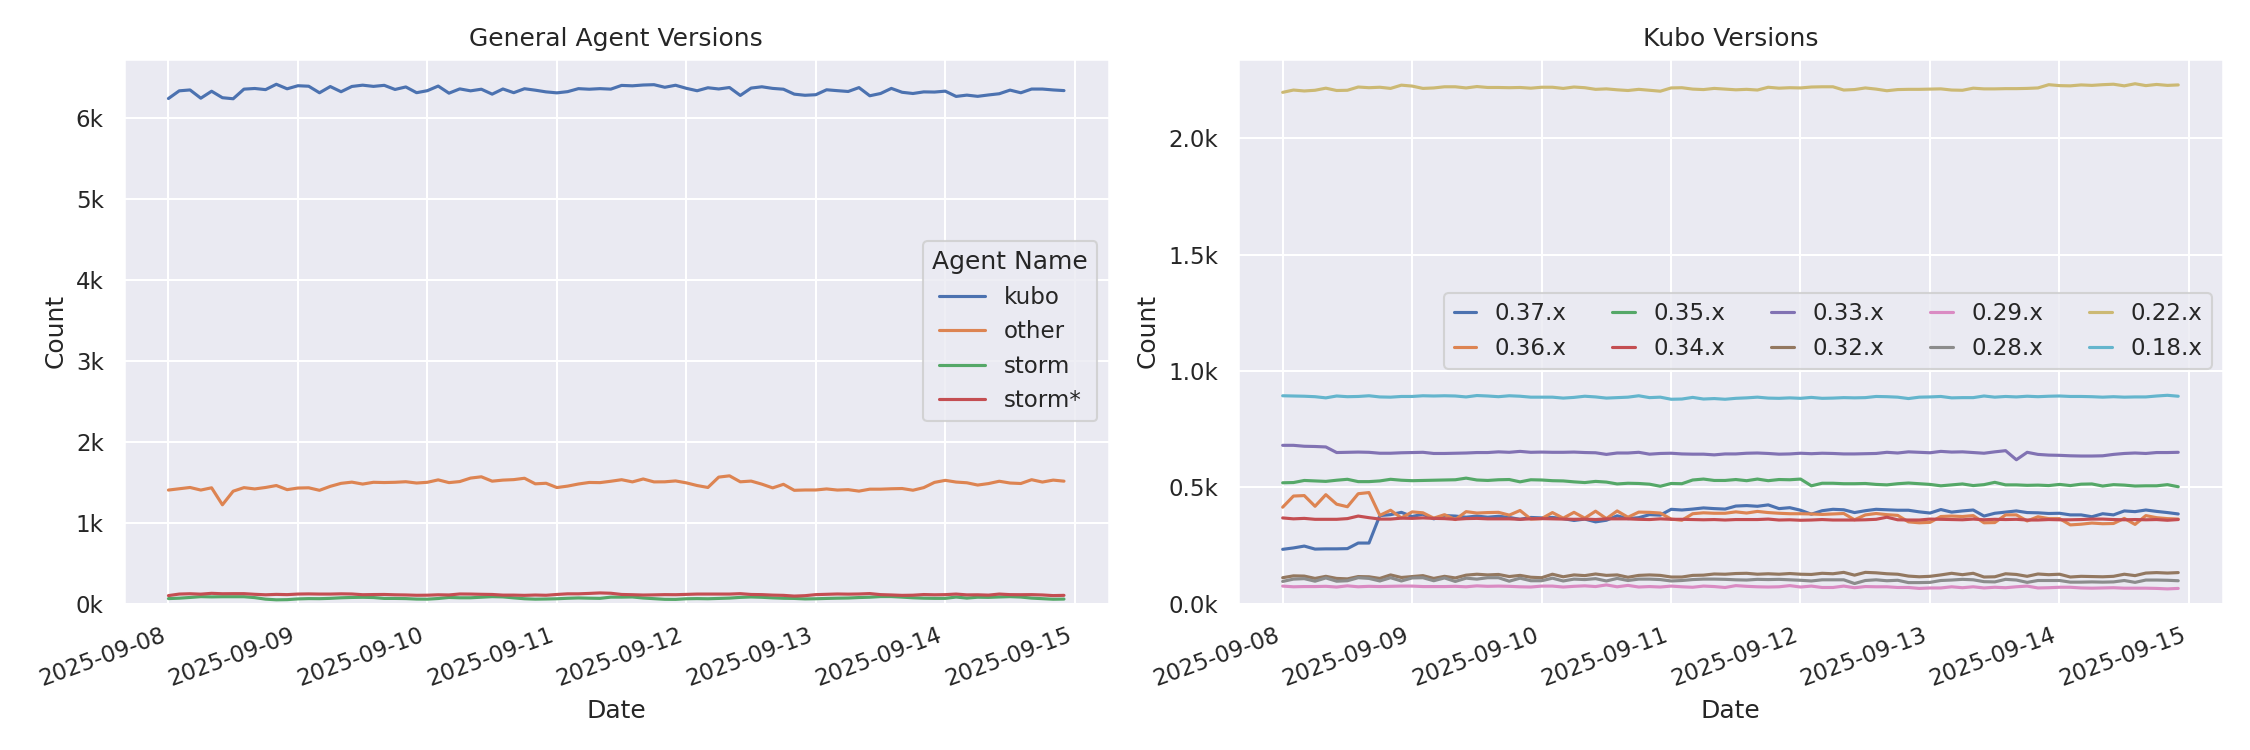 General Agent Versions
6k
5k
4k
3k
2k
1k
0k
Count
Agent Name
kubo
other
storm
storm*
2025-09-08
2025-09-09
2025-09-10
2025-09-11
2025-09-12
2025-09-13
2025-09-14
2025-09-15
Date
Kubo Versions
2.0k
1.5k
1.0k
0.5k
0.0k
Count
0.37.x 0.35.x 0.33.x 0.29.x 0.22.x
0.36.x 0.34.x 0.32.x 0.28.x 0.18.x
2025-09-08
2025-09-09
2025-09-10
2025-09-11
2025-09-12
2025-09-13
2025-09-14
2025-09-15
Date